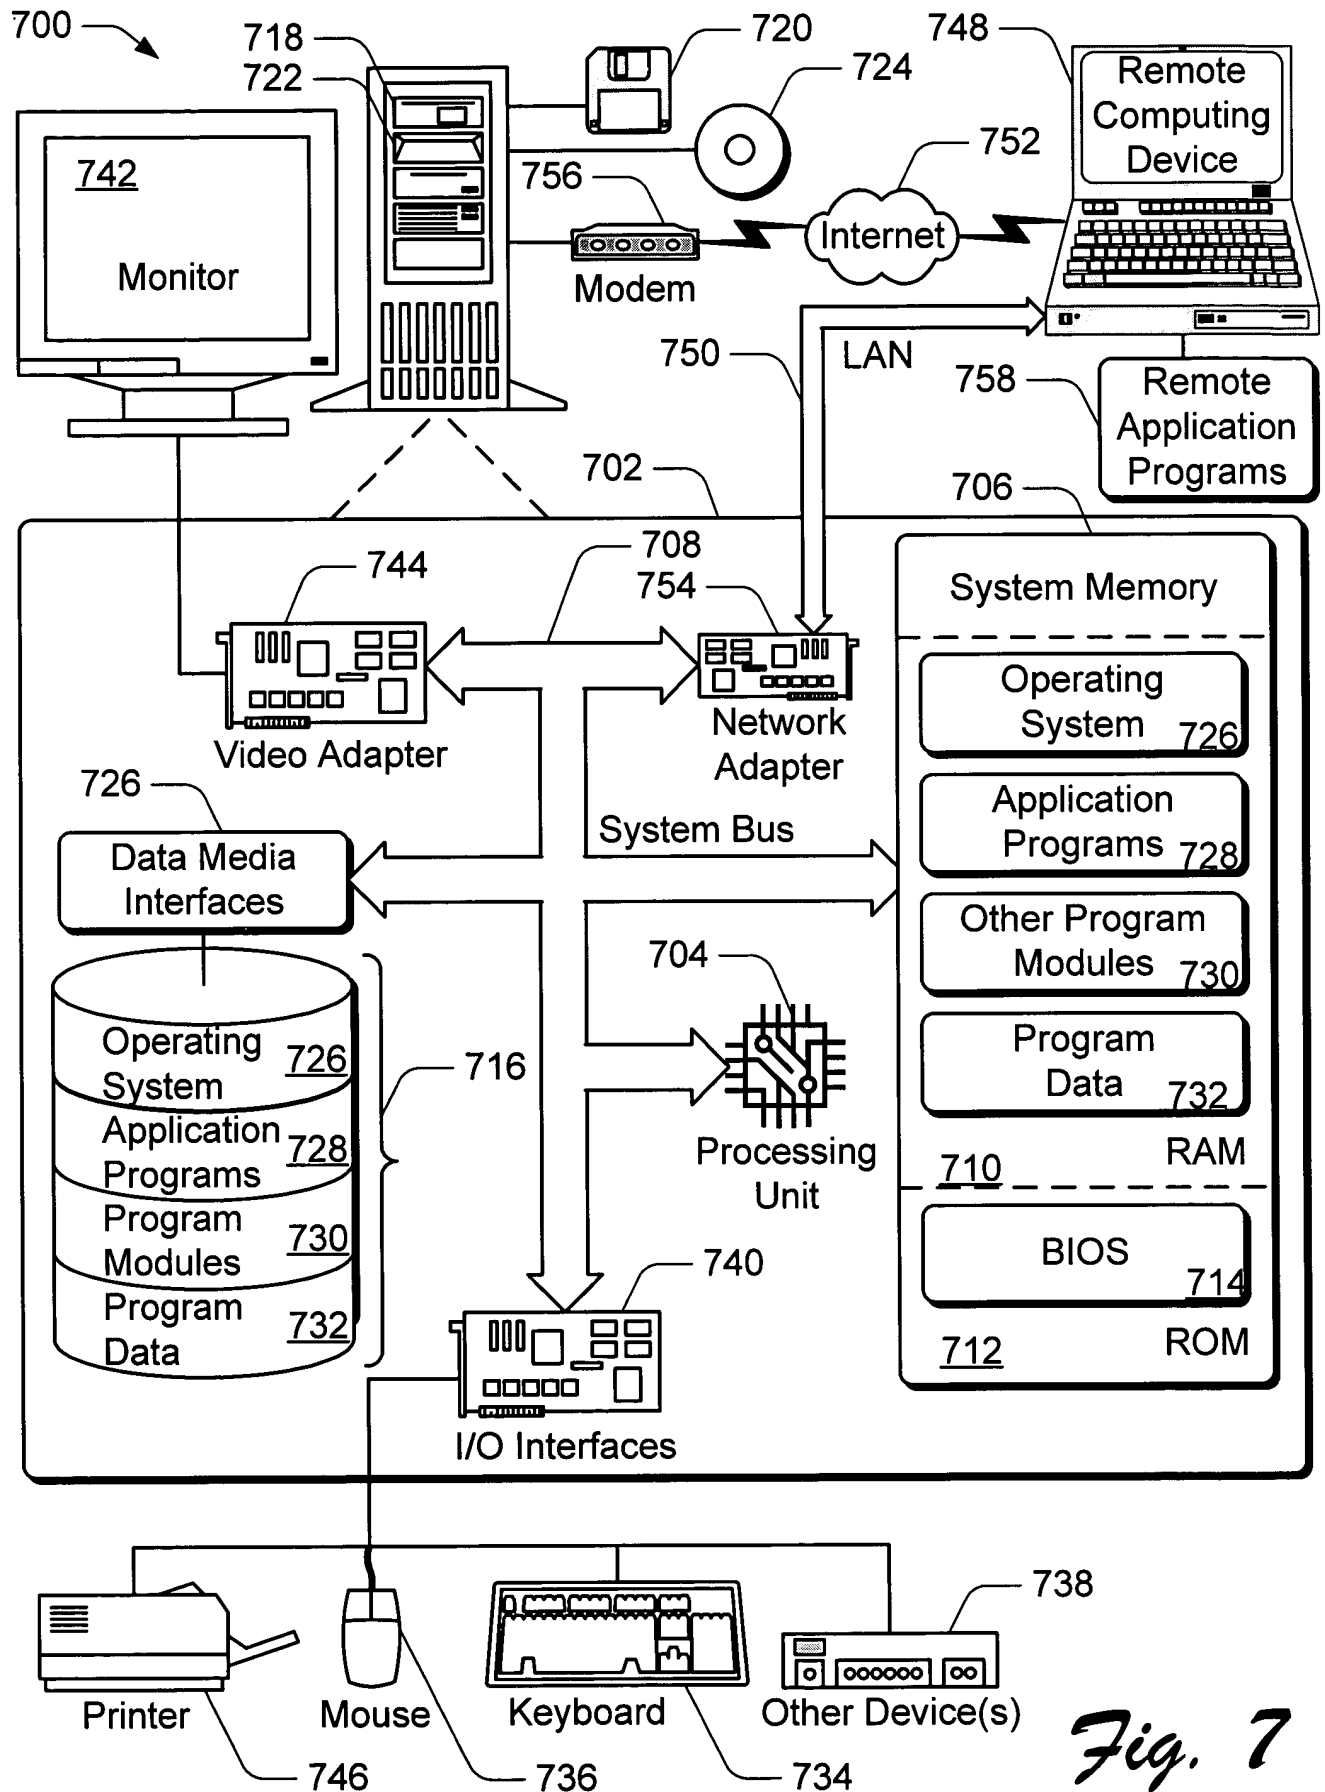 700
718
722
720
724
748
Remote
Computing
Device
752
756
742
Monitor
Internet
Modem
750
LAN
758
Remote
Application
Programs
702
706
708
744
754
System Memory
Operating
System 726
Video Adapter
Network
Adapter
726
Application
Programs 728
System Bus
Data Media
Interfaces
Other Program
Modules 730
704
Operating
System 726
716
Program
Data 732
Application
Programs 728
Processing
Unit
710 RAM
Program
Modules 730
BIOS
714
740
Program
Data 732
712 ROM
I/O Interfaces
738
Printer
Mouse
Keyboard
Other Device(s)
746
736
734
Fig. 7